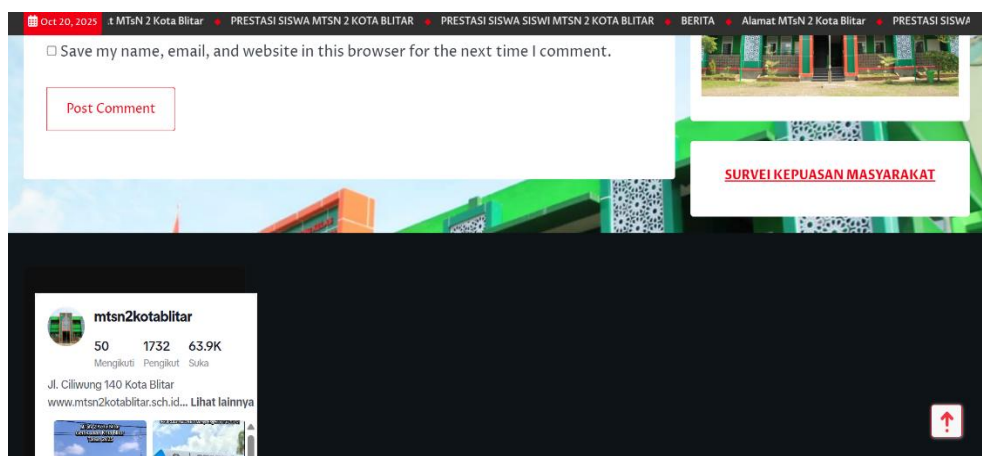 Oct 20, 2025 .t MTsN 2 Kota Blitar PRESTASI SISWA MTSN 2 KOTA BLITAR PRESTASI SISWA SISWI MTSN 2 KOTA BLITAR BERITA Alamat MTsN 2 Kota Blitar PRESTASI SISWA
Save my name, email, and website in this browser for the next time I comment.
Post Comment
SURVEI KEPUASAN MASYARAKAT
mtsn2kotablitar
50 1732 63.9K
Mengikuti Pengikut Suka
Jl. Ciliwung 140 Kota Blitar
www.mtsn2kotablitar.sch.id... Lihat lainnya